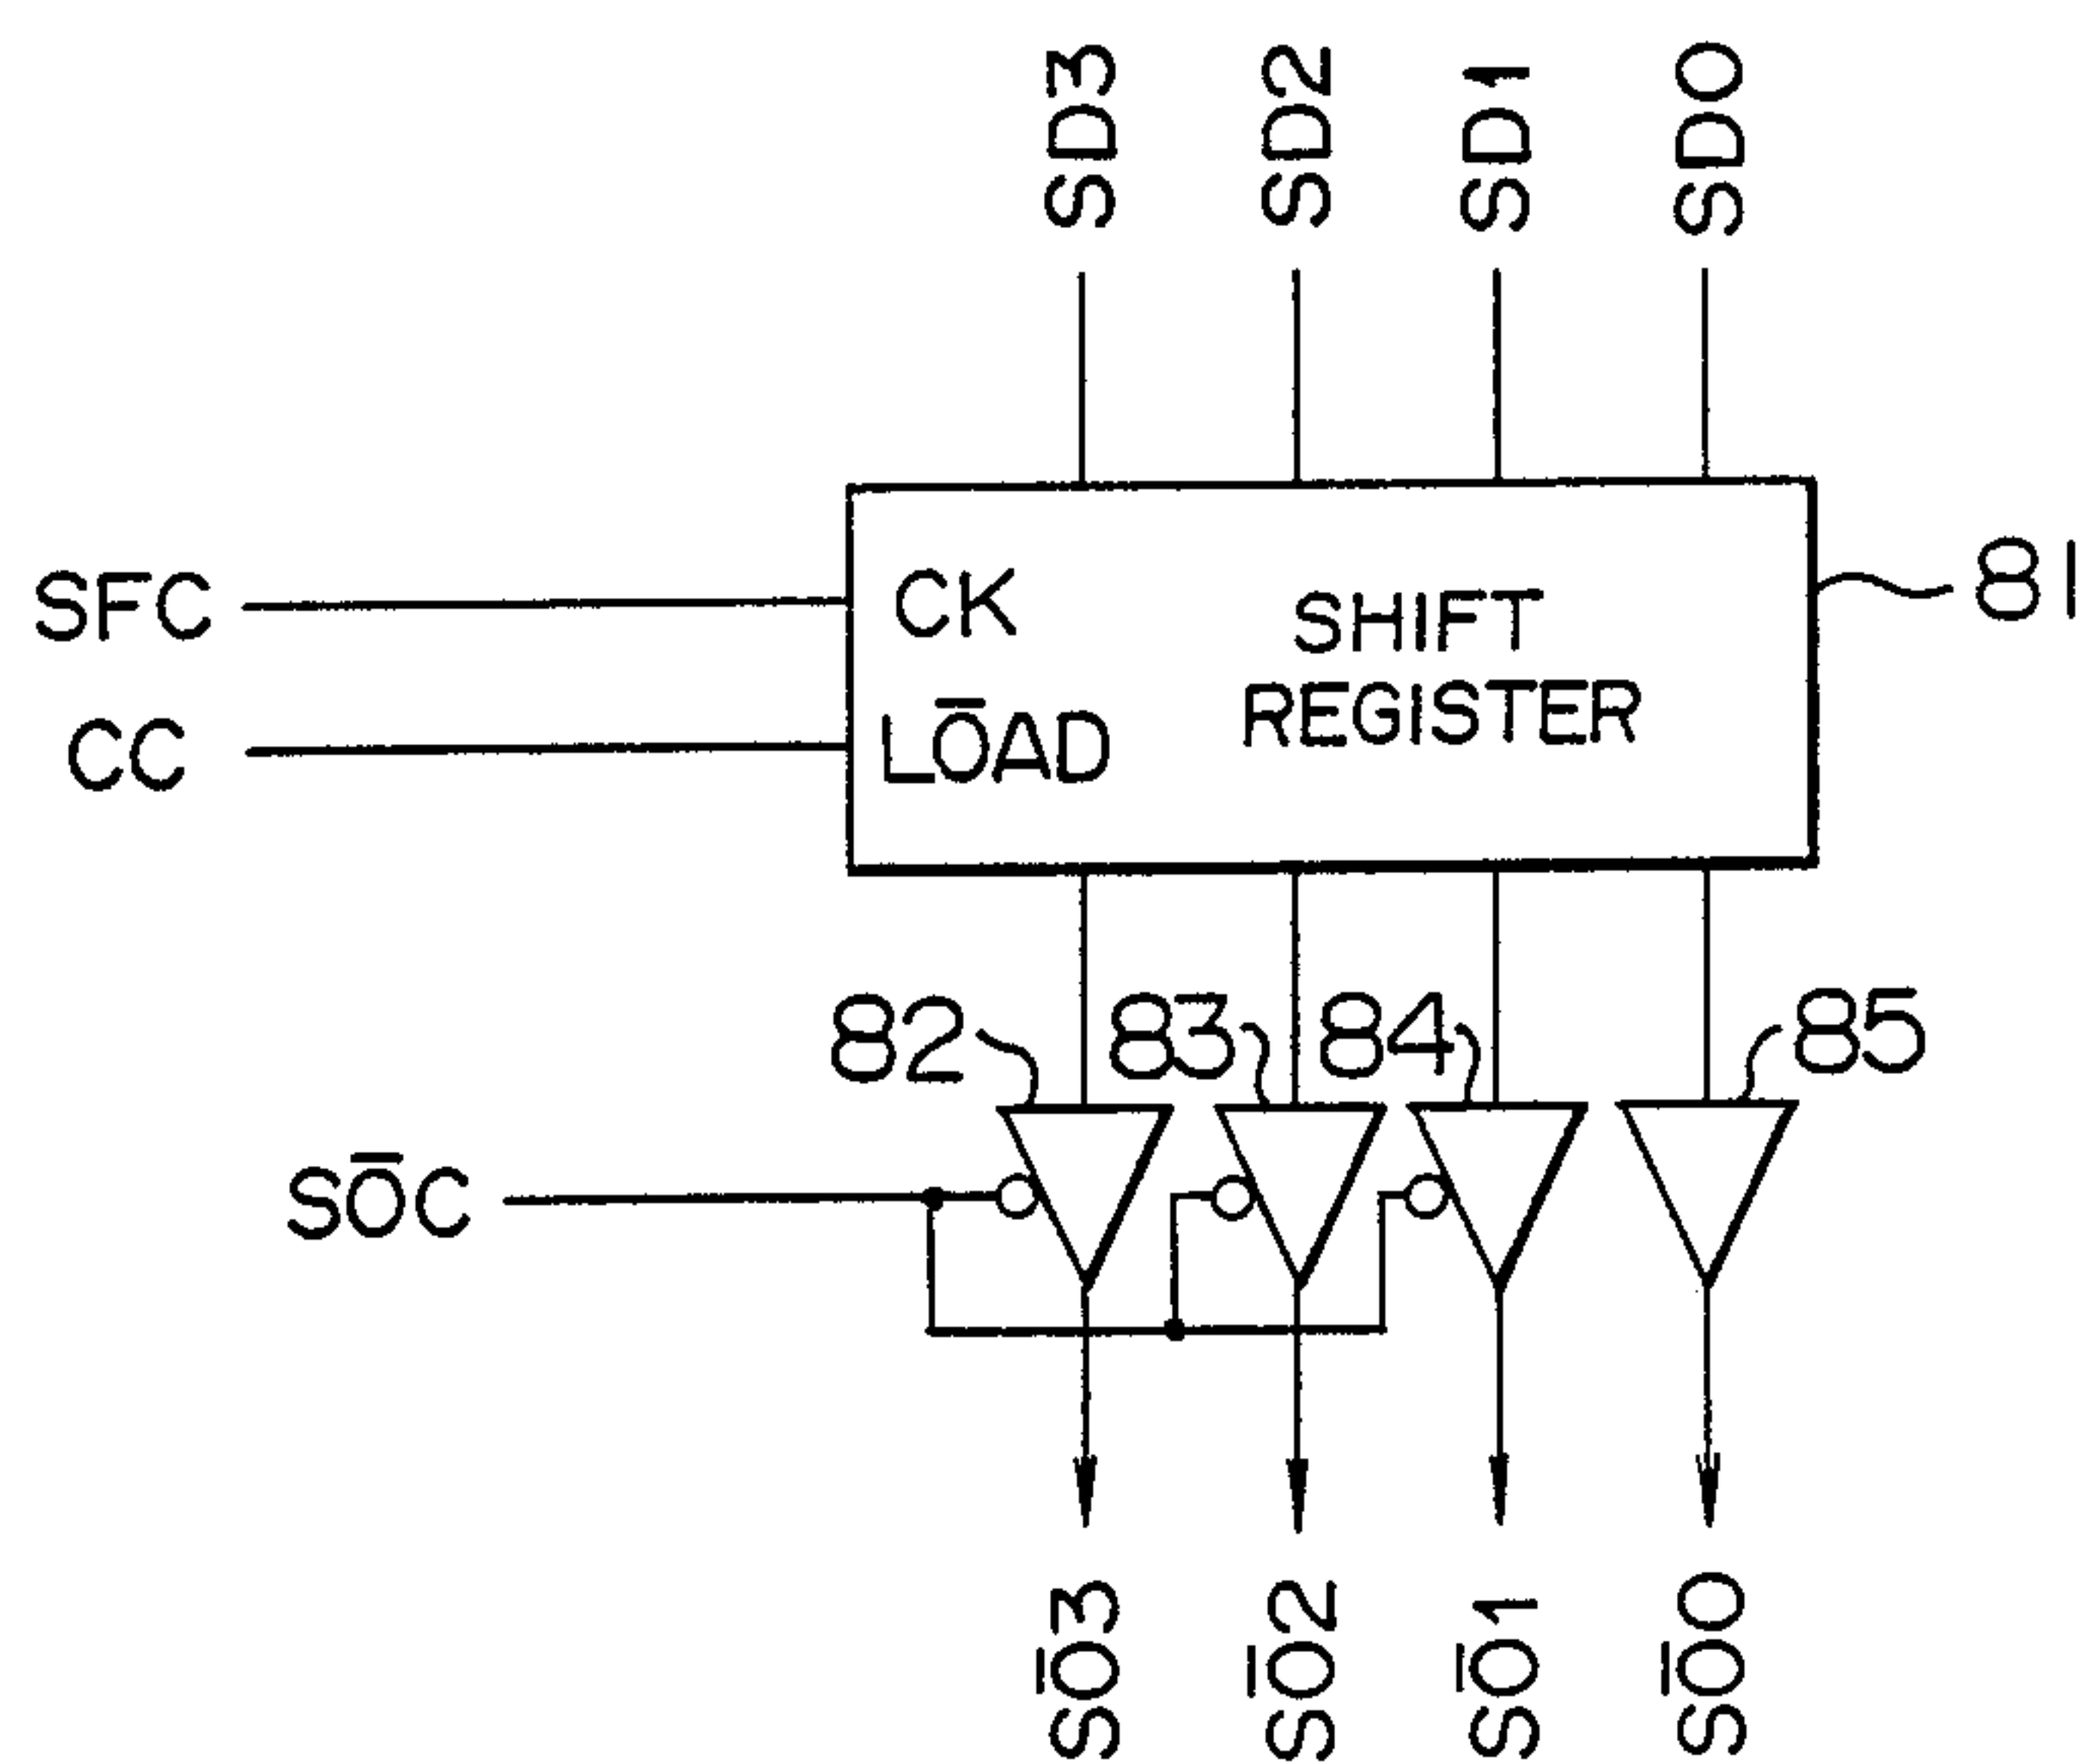 SD3
SD2
SD1
SD0
SFC
CK
SHIFT
REGISTER
81
CC
LŌAD
82
83
84
85
SŌC
SŌ3
SŌ2
SŌ1
SŌ0